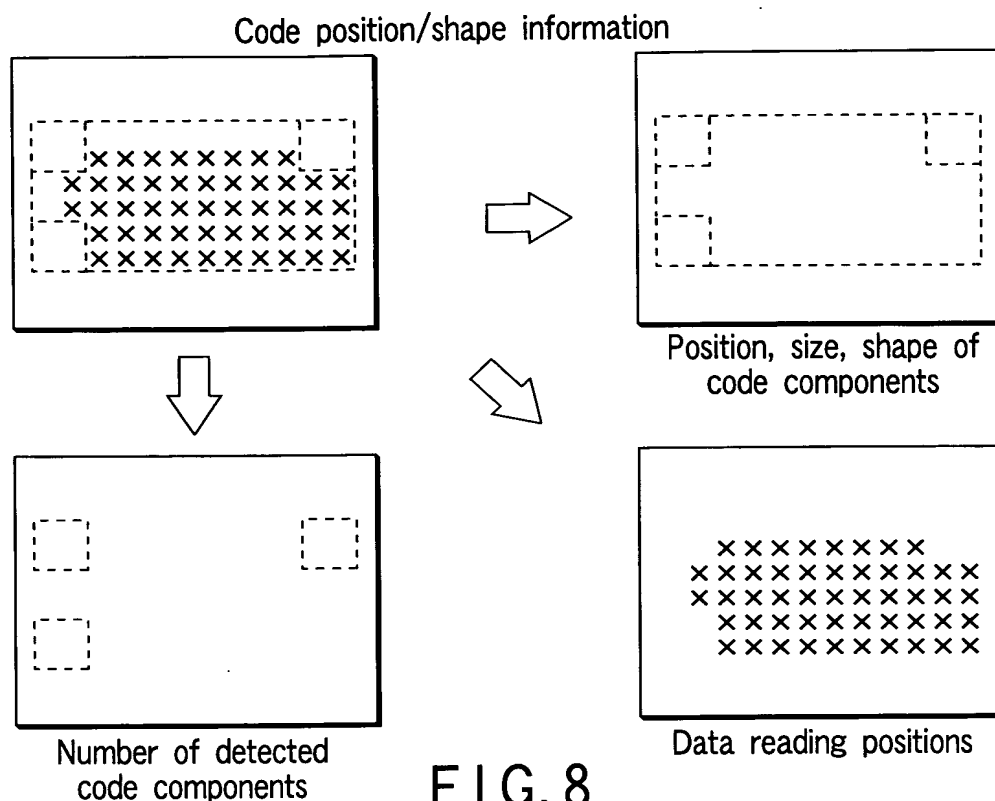 Code position/shape information
Position, size, shape of
code components
Number of detected
code components
Data reading positions
FIG. 8